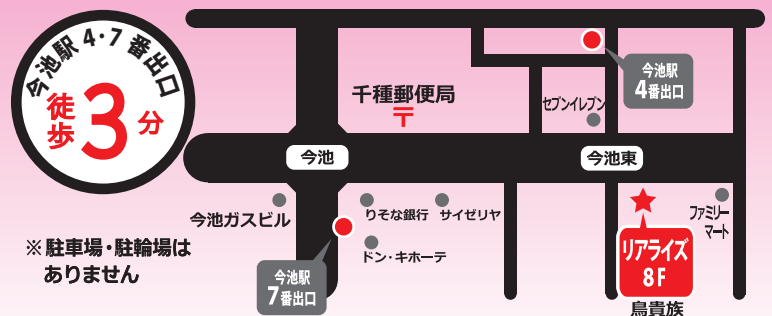 今池駅4・7番出口
徒歩3分
※駐車場・駐輪場は
ありません
千種郵便局
〒
セブンイレブン
今池駅
4番出口
今池
今池東
今池ガスビル
りそな銀行
サイゼリヤ
ドン・キホーテ
今池駅
7番出口
ファミリー
マート
リアライズ
8F
鳥貴族